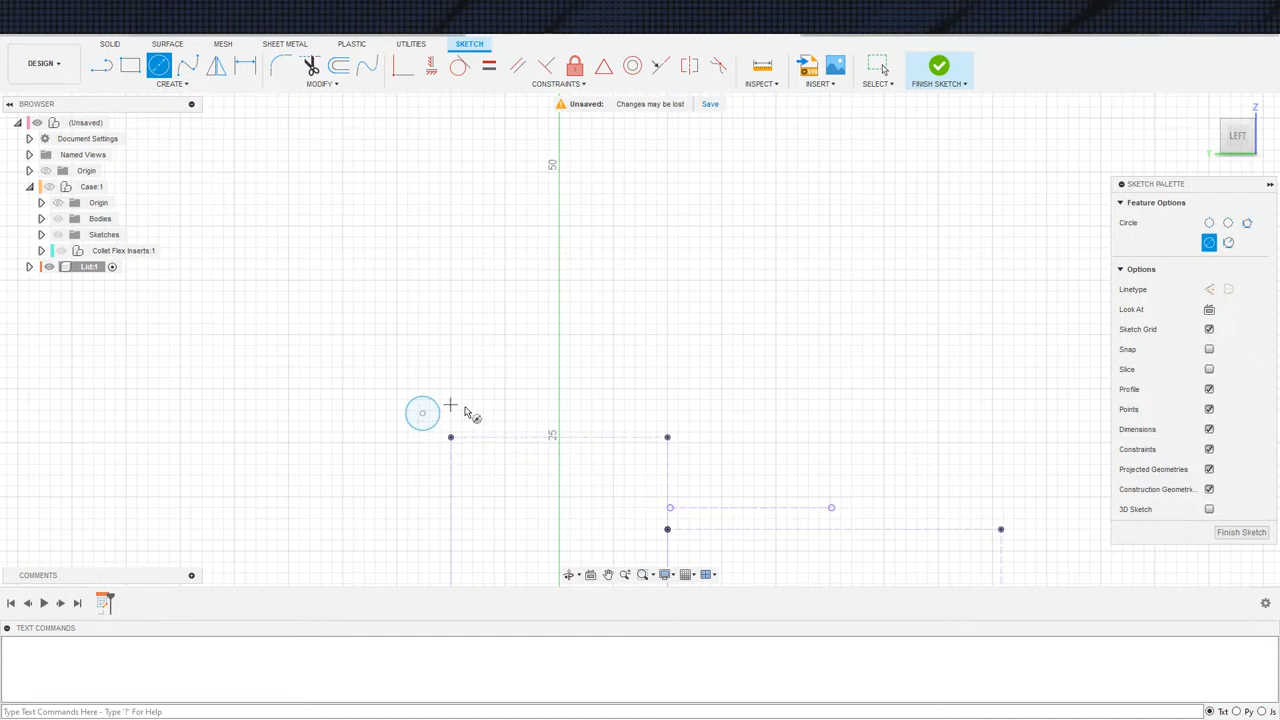 SOLID SURFACE MESH SHEET METAL PLASTIC UTILITIES SKETCH
DESIGN
CREATE MODIFY CONSTRAINTS INSPECT INSERT SELECT FINISH SKETCH
BROWSER
Unsaved: Changes may be lost Save
(Unsaved)
Document Settings
Named Views
Origin
Case:1
Origin
Bodies
Sketches
Collet Flex Inserts:1
Lid:1
50
25
Z
LEFT
Y
SKETCH PALETTE
Feature Options
Circle
Options
Linetype
Look At
Sketch Grid
Snap
Slice
Profile
Points
Dimensions
Constraints
Projected Geometries
Construction Geometri...
3D Sketch
Finish Sketch
COMMENTS
TEXT COMMANDS
Type Text Commands Here - Type '?' For Help
Txt Py Js